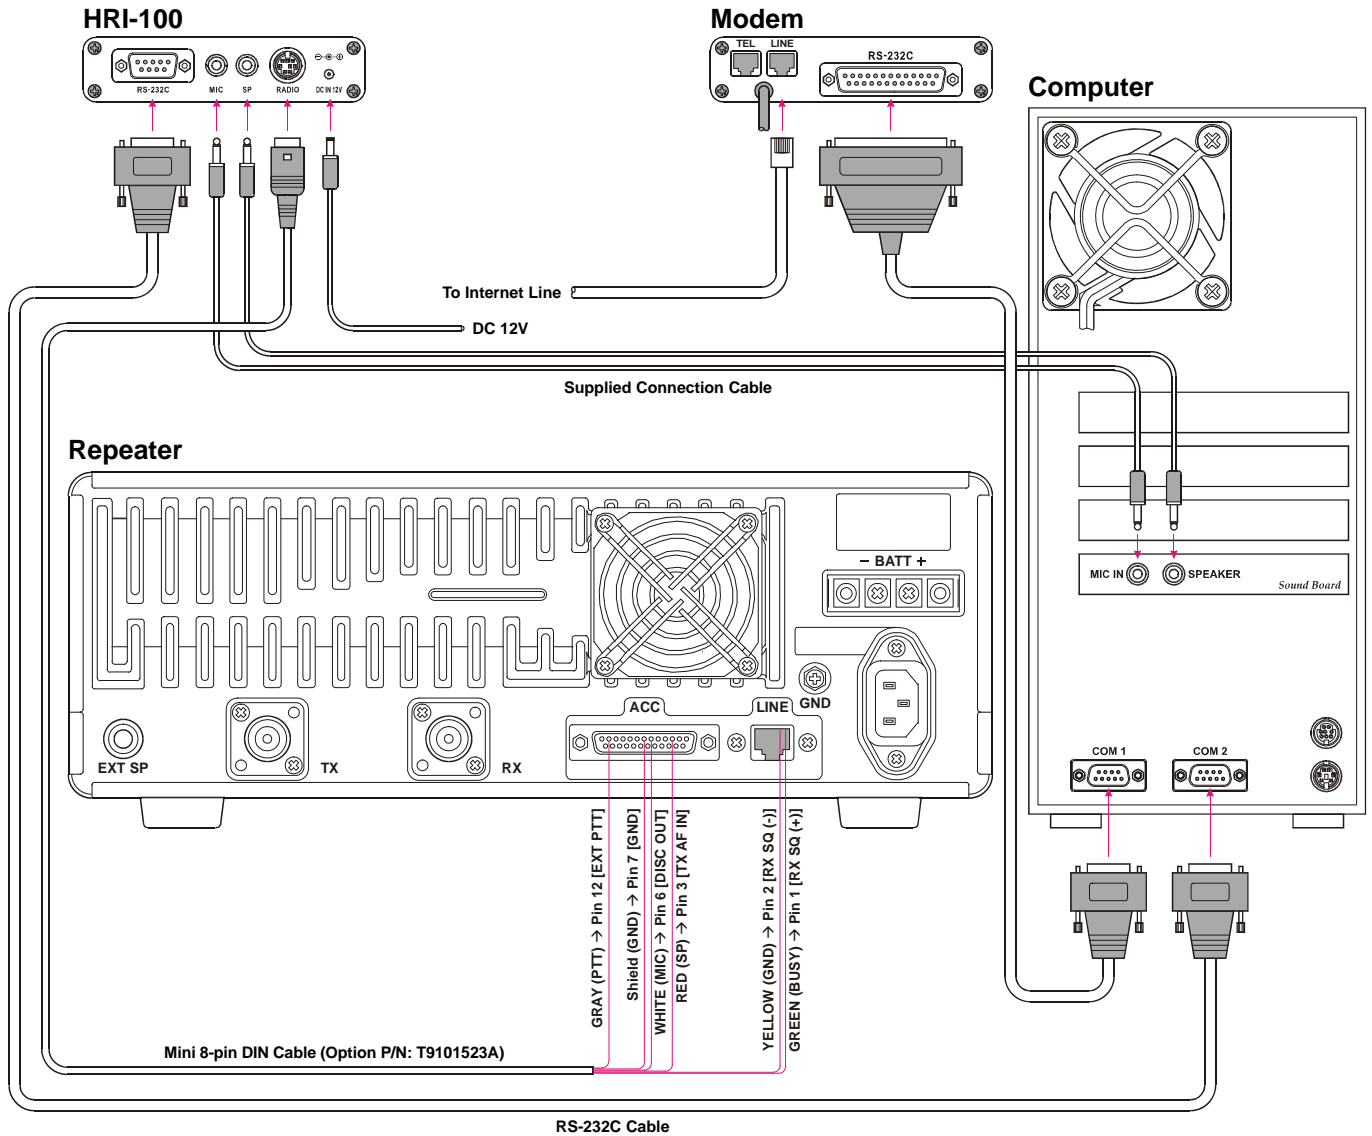 HRI-100
Modem
Computer
RS-232C
MIC
SP
RADIO
DC IN 12V
TEL
LINE
RS-232C
To Internet Line
DC 12V
Supplied Connection Cable
Repeater
BATT
GND
ACC
LINE
EXT SP
TX
RX
MIC IN
SPEAKER
Sound Board
COM 1
COM 2
GRAY (PTT) → Pin 12 [EXT PTT]
Shield (GND) → Pin 7 [GND]
WHITE (MIC) → Pin 6 [DISC OUT]
RED (SP) → Pin 3 [TX AF IN]
YELLOW (GND) → Pin 2 [RX SQ (-)]
GREEN (BUSY) → Pin 1 [RX SQ (+)]
Mini 8-pin DIN Cable (Option P/N: T9101523A)
RS-232C Cable